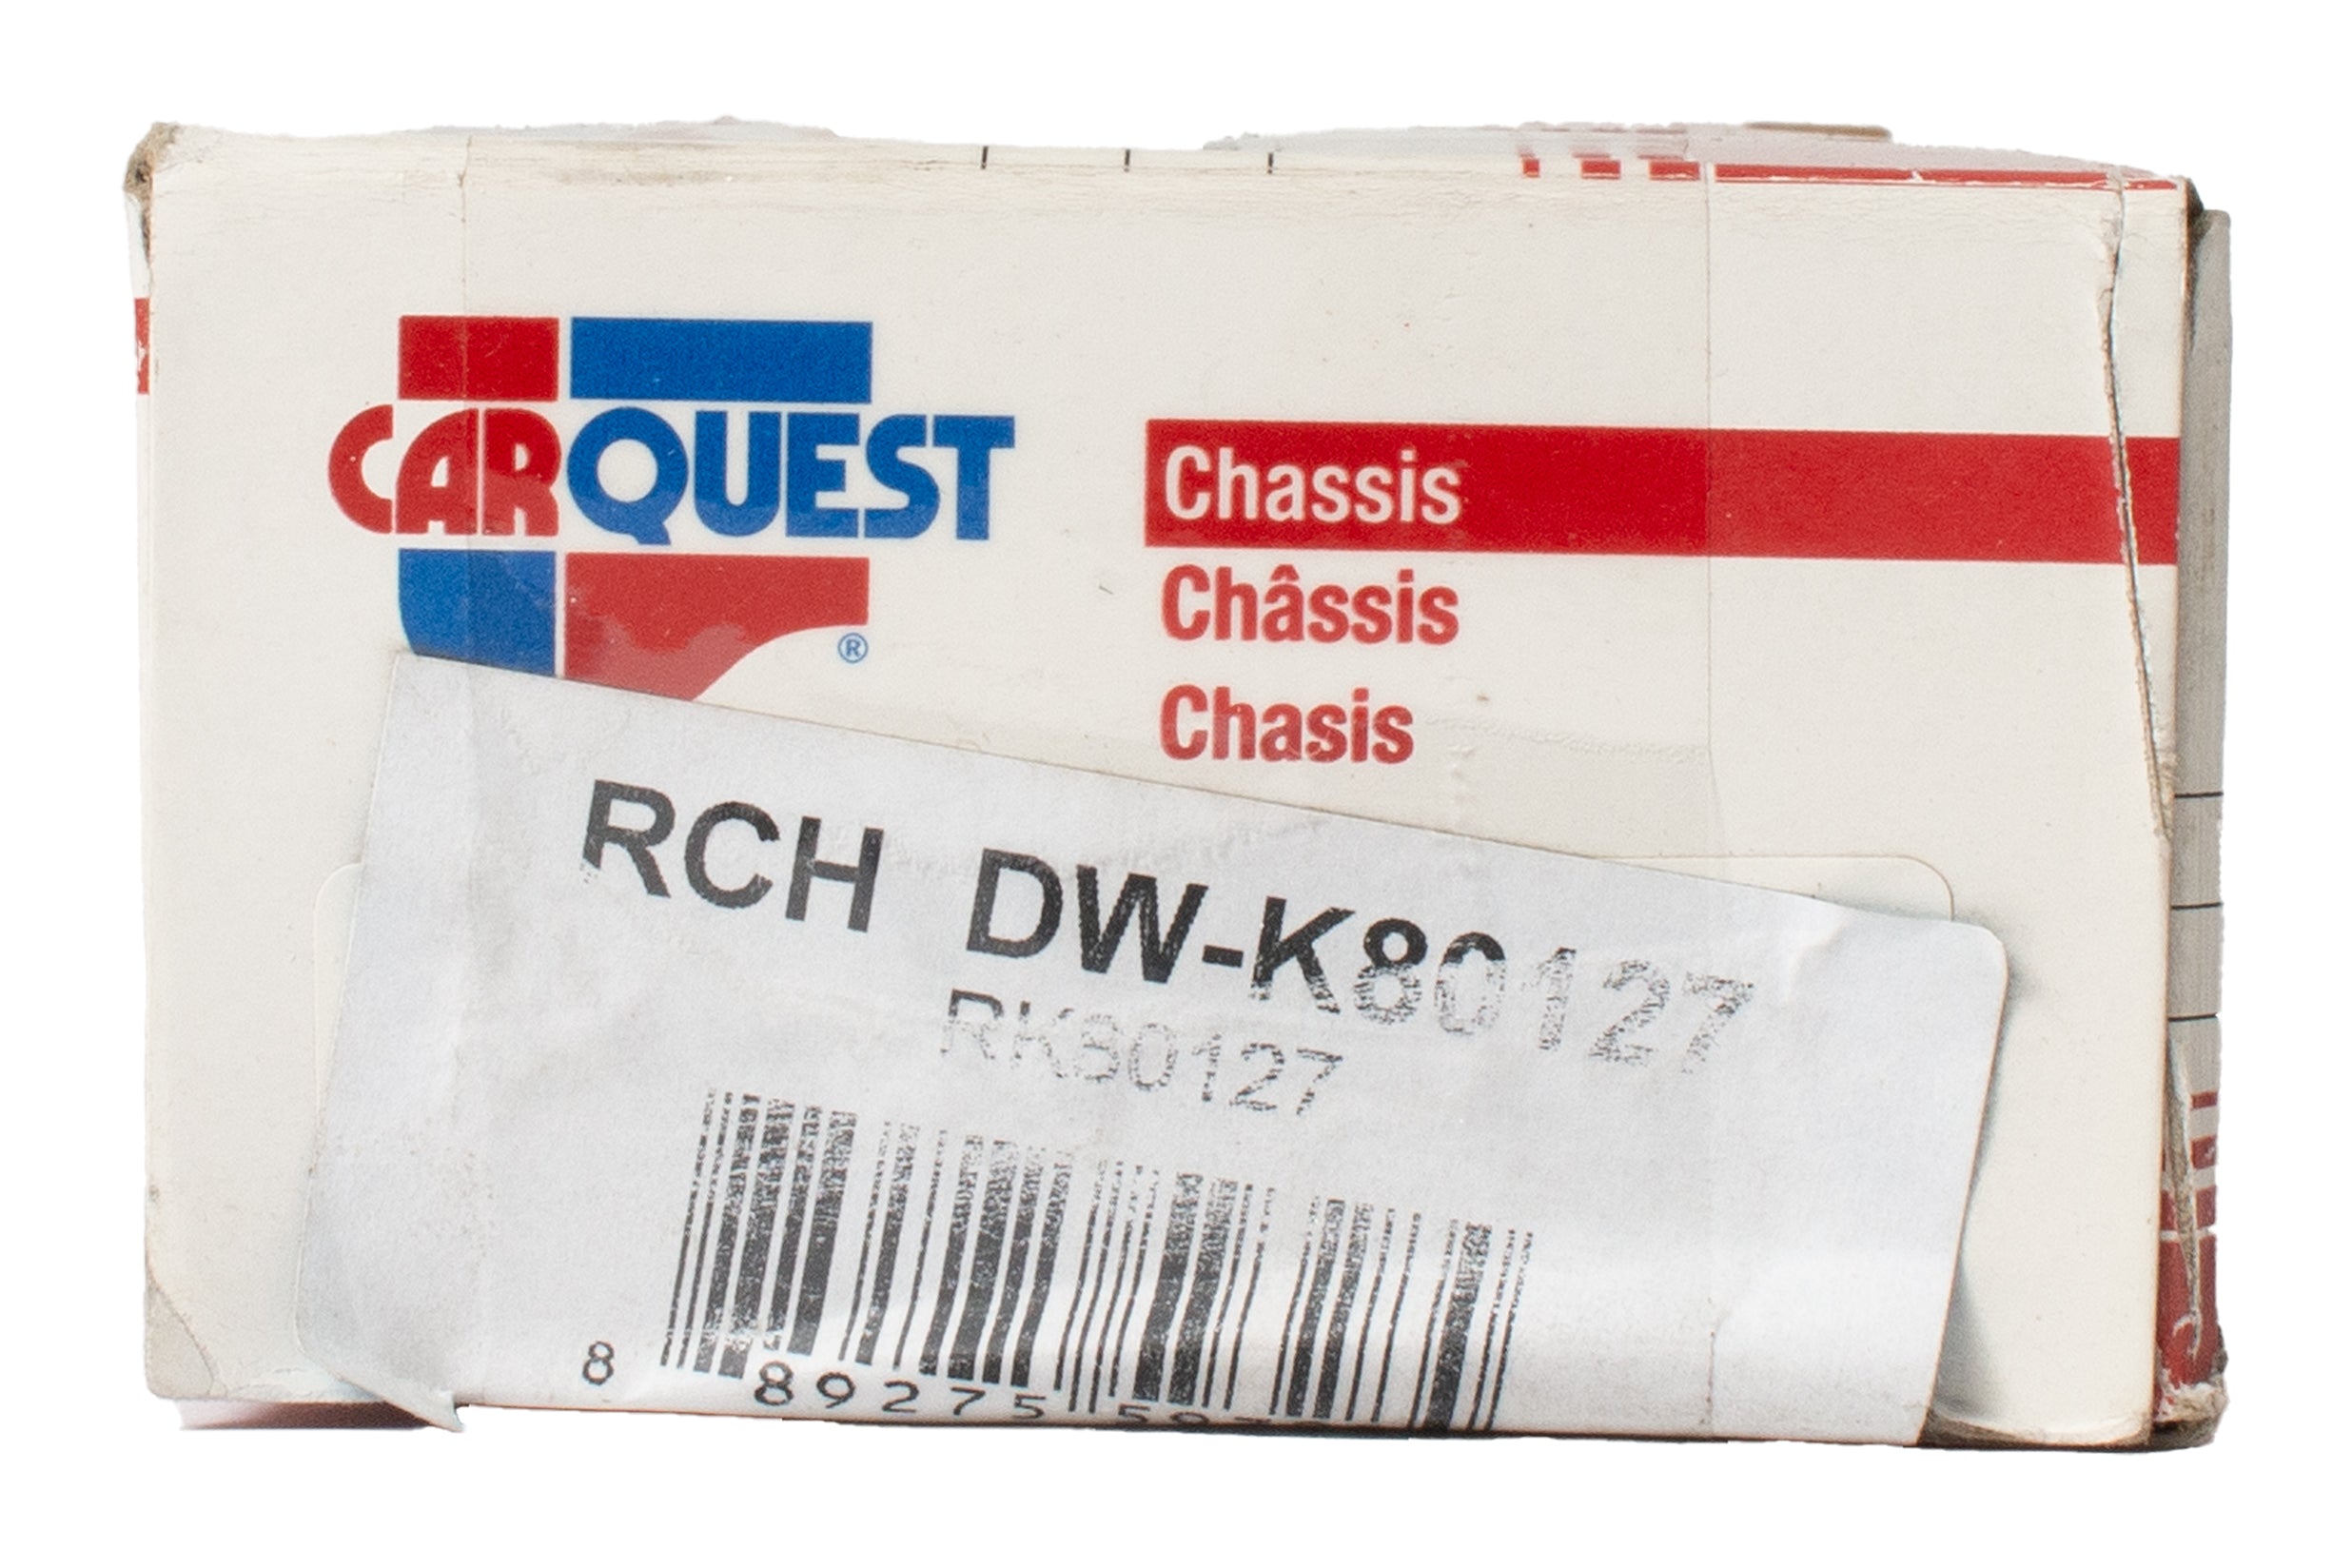 CARQUEST
®
Chassis
Châssis
Chasis
RCH DW-K80127
RK80127
8 89275